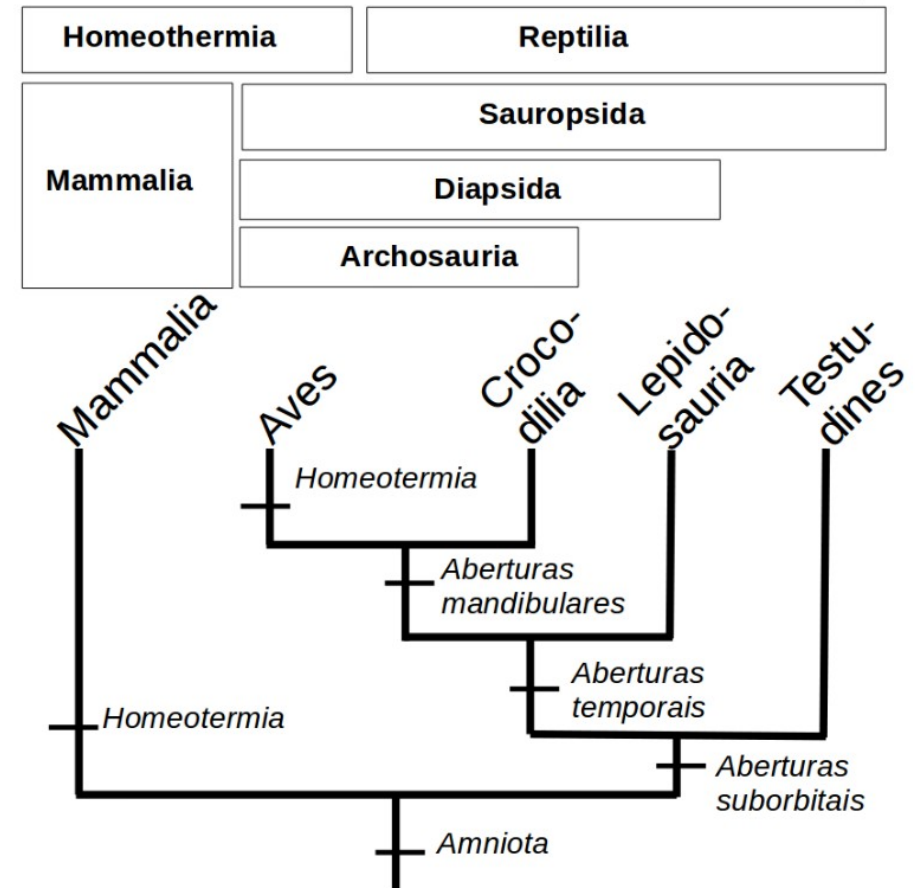 Homeothermia
Reptilia
Sauropsida
Mammalia
Diapsida
Archosauria
Mammalia
Aves
Croco-
dilia
Lepido-
sauria
Testu-
dines
Homeotermia
Aberturas
mandibulares
Aberturas
temporais
Homeotermia
Aberturas
suborbitais
Amniota